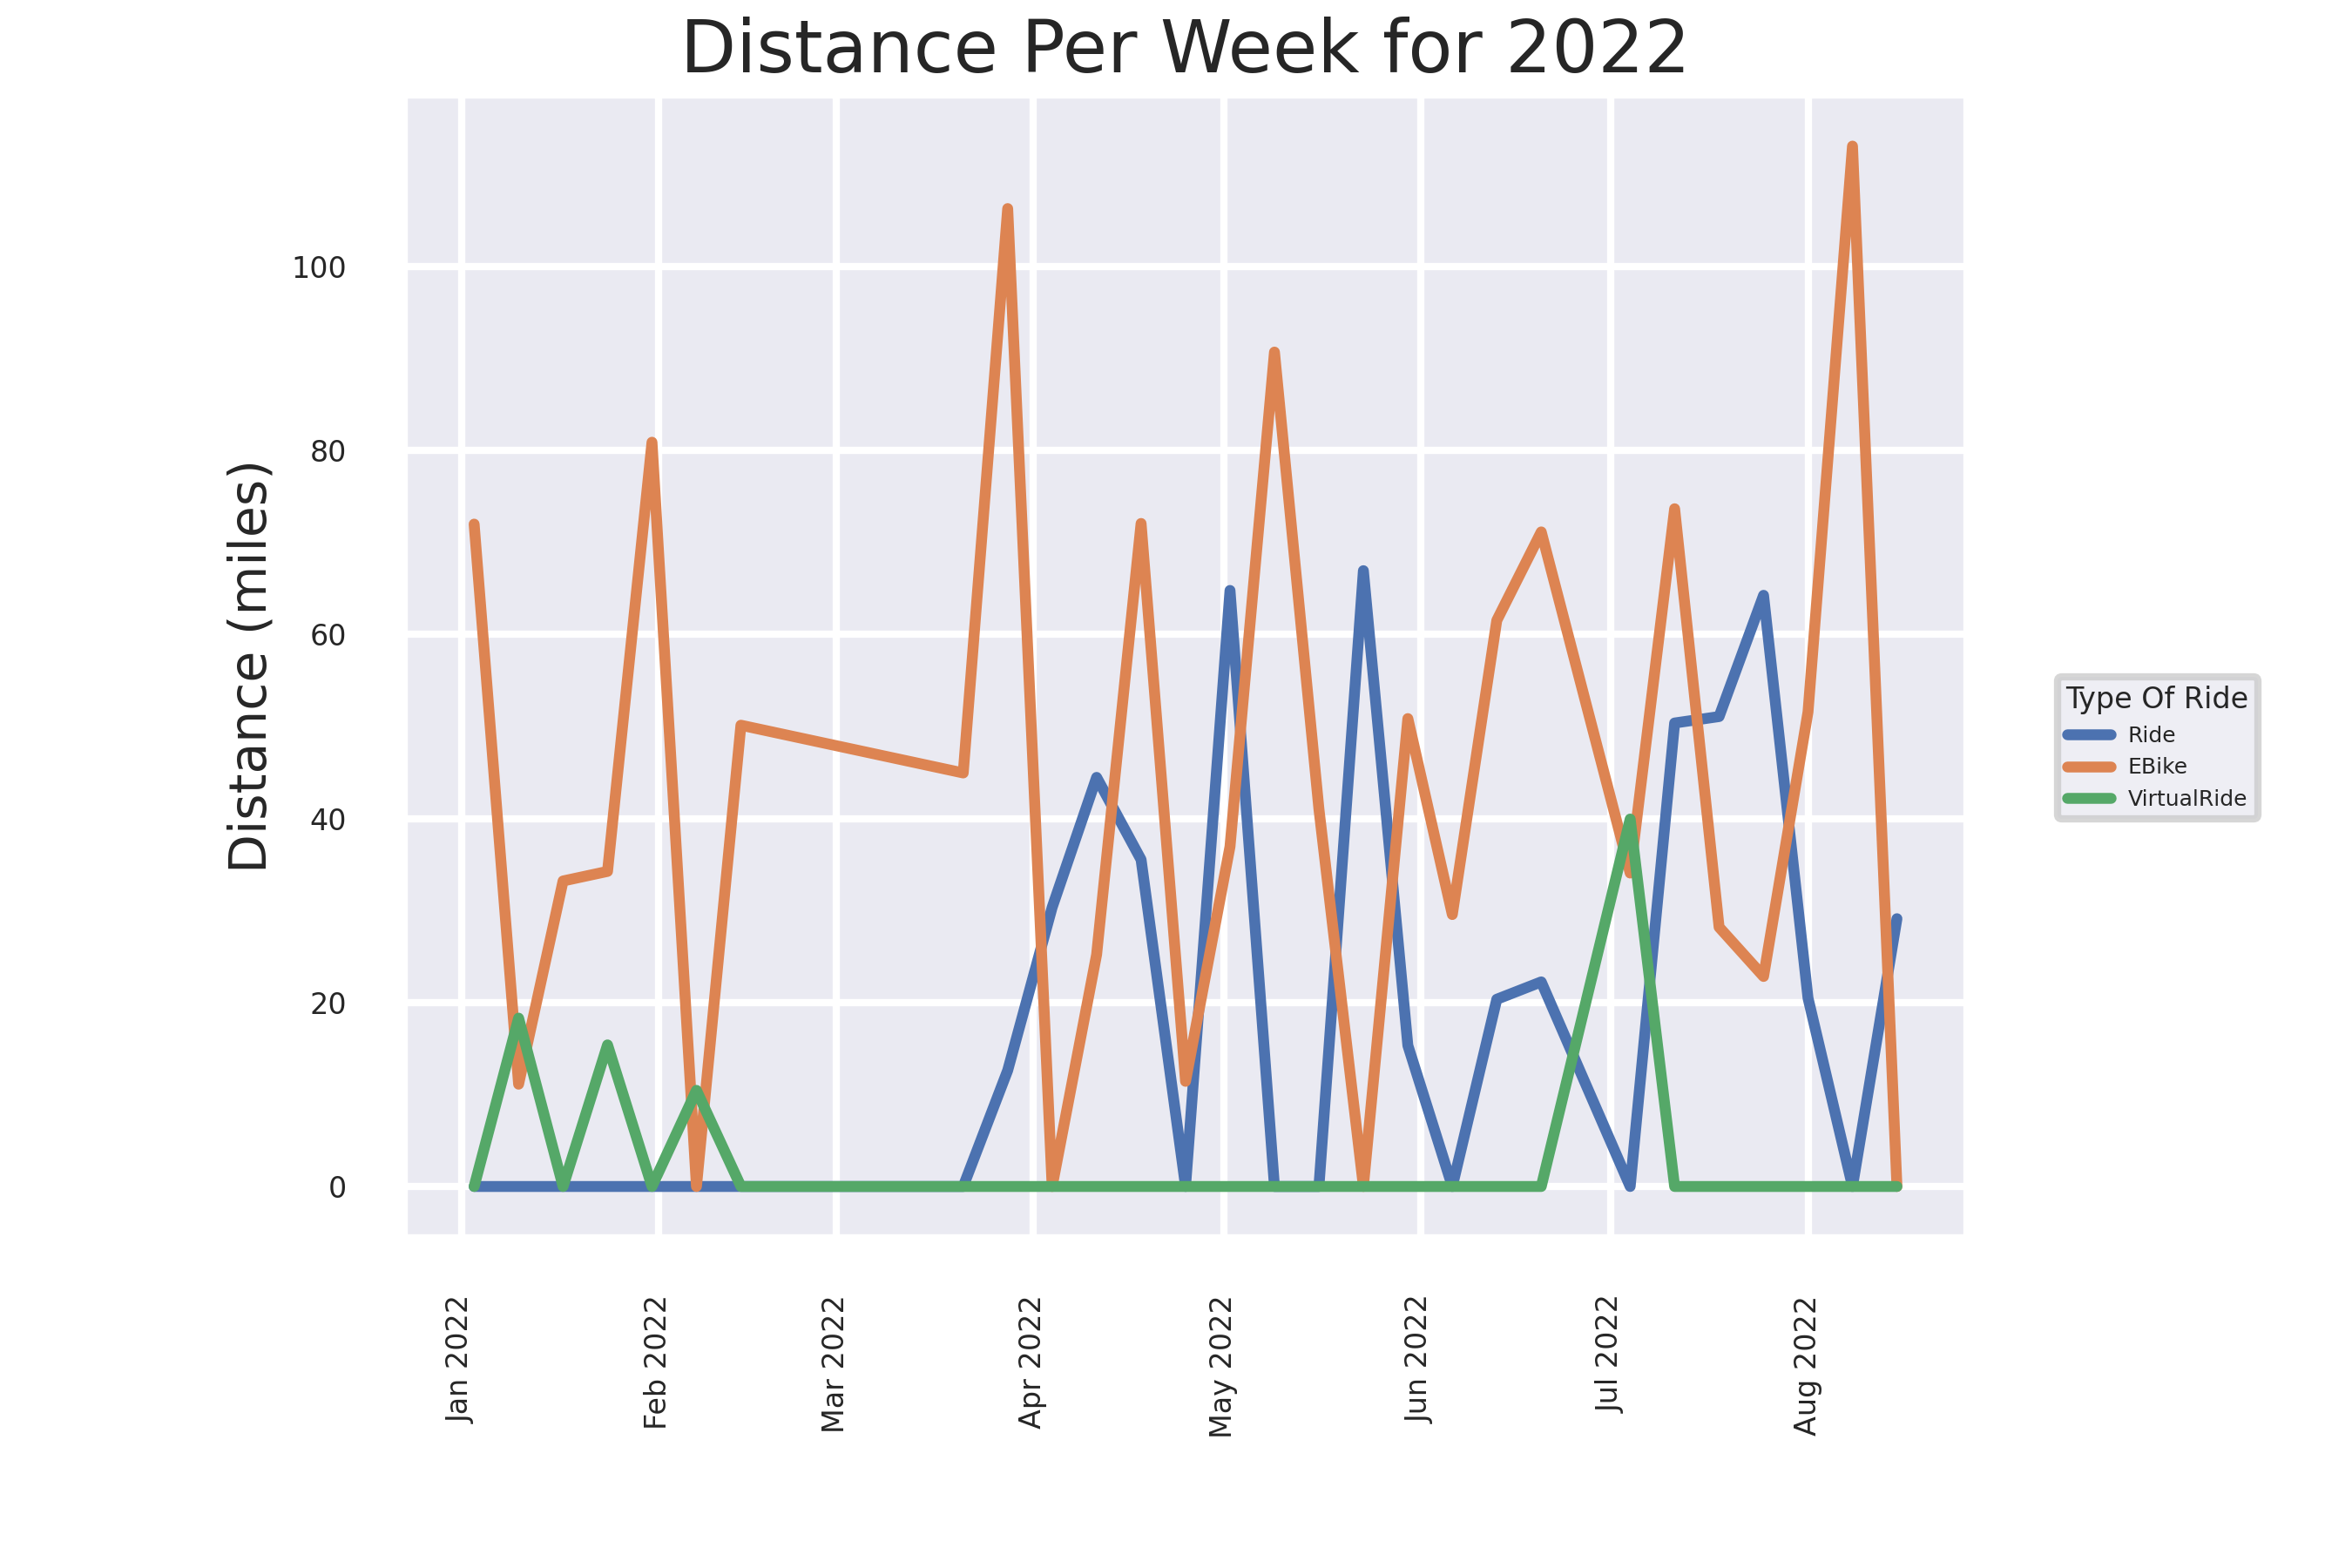 Distance Per Week for 2022
Distance (miles)
100
80
60
40
20
0
Jan 2022
Feb 2022
Mar 2022
Apr 2022
May 2022
Jun 2022
Jul 2022
Aug 2022
Type Of Ride
Ride
EBike
VirtualRide